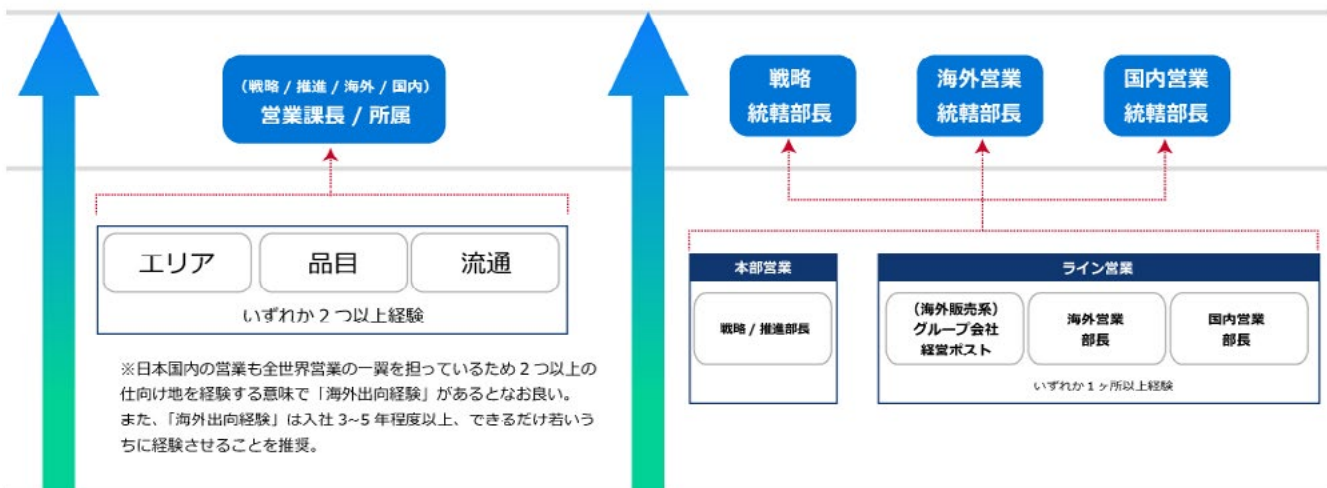 (戦略 / 推進 / 海外 / 国内)
営業課長 / 所属
エリア
品目
流通
いずれか 2 つ以上経験
※日本国内の営業も全世界営業の一翼を担っているため 2 つ以上の
仕向け地を経験する意味で「海外出向経験」があるとなお良い。
また、「海外出向経験」は入社 3~5 年程度以上、できるだけ若いう
ちに経験させることを推奨。
戦略
統轄部長
海外営業
統轄部長
国内営業
統轄部長
本部営業
戦略 / 推進部長
ライン営業
(海外販売系)
グループ会社
経営ポスト
海外営業
部長
国内営業
部長
いずれか 1 ヶ所以上経験